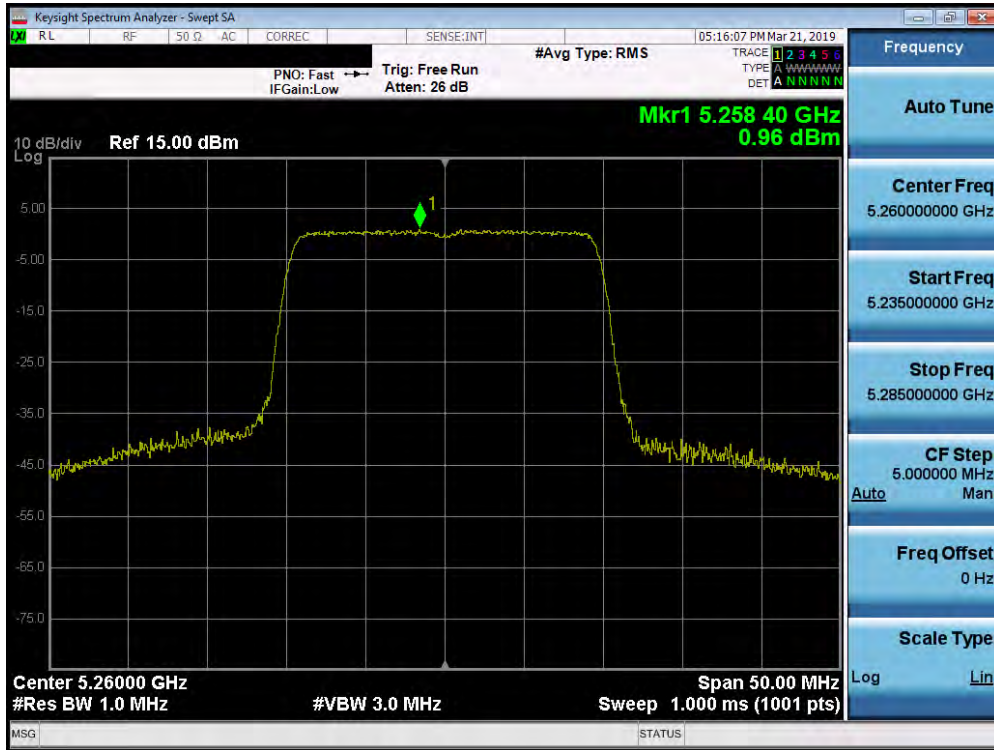 Keysight Spectrum Analyzer - Swept SA
LXI RL RF 50 Ω AC CORREC SENSE:INT 05:16:07 PM Mar 21, 2019
#Avg Type: RMS TRACE 1 2 3 4 5 6
PNO: Fast Trig: Free Run TYPE A WWWWW
IFGain:Low Atten: 26 dB DET A N N N N N
Mkr1 5.258 40 GHz
0.96 dBm
10 dB/div Ref 15.00 dBm
Log
1
5.00
-5.00
-15.0
-25.0
-35.0
-45.0
-55.0
-65.0
-75.0
Center 5.26000 GHz Span 50.00 MHz
#Res BW 1.0 MHz #VBW 3.0 MHz Sweep 1.000 ms (1001 pts)
MSG STATUS
Frequency
Auto Tune
Center Freq
5.260000000 GHz
Start Freq
5.235000000 GHz
Stop Freq
5.285000000 GHz
CF Step
5.000000 MHz
Auto Man
Freq Offset
0 Hz
Scale Type
Log Lin